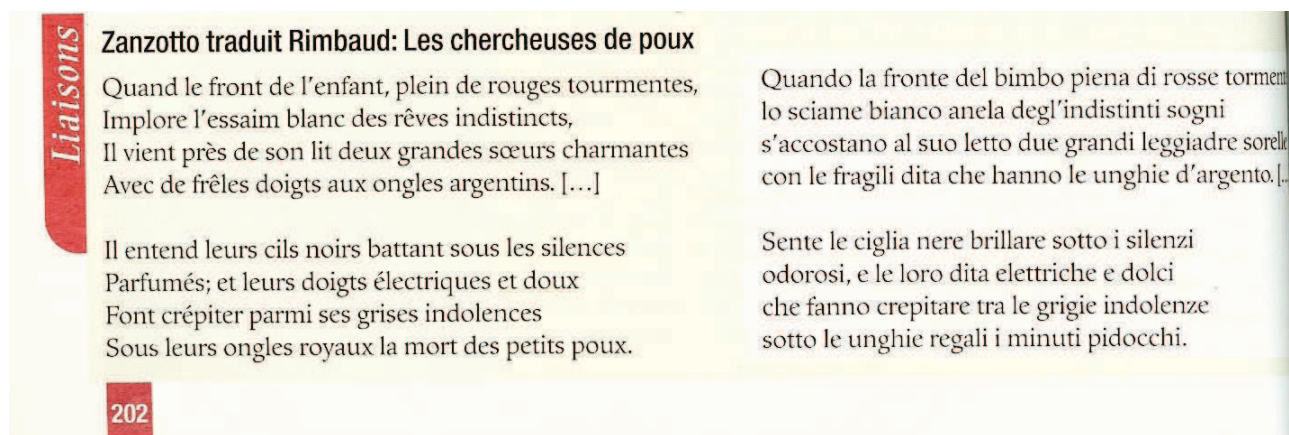 Liaisons
Zanzotto traduit Rimbaud: Les chercheuses de poux
Quand le front de l'enfant, plein de rouges tourmentes,
Implore l'essaim blanc des rêves indistincts,
Il vient près de son lit deux grandes sœurs charmantes
Avec de frêles doigts aux ongles argentins. […]
Il entend leurs cils noirs battant sous les silences
Parfumés; et leurs doigts électriques et doux
Font crépiter parmi ses grises indolences
Sous leurs ongles royaux la mort des petits poux.
Quando la fronte del bimbo piena di rosse
lo sciame bianco anela degl'indistinti sogni
s'accostano al suo letto due grandi leggiadre
con le fragili dita che hanno le unghie d'argento. [..
Sente le ciglia nere brillare sotto i silenzi
odorosi, e le loro dita elettriche e dolci
che fanno crepitare tra le grigie indolenze
sotto le unghie regali i minuti pidocchi.
202